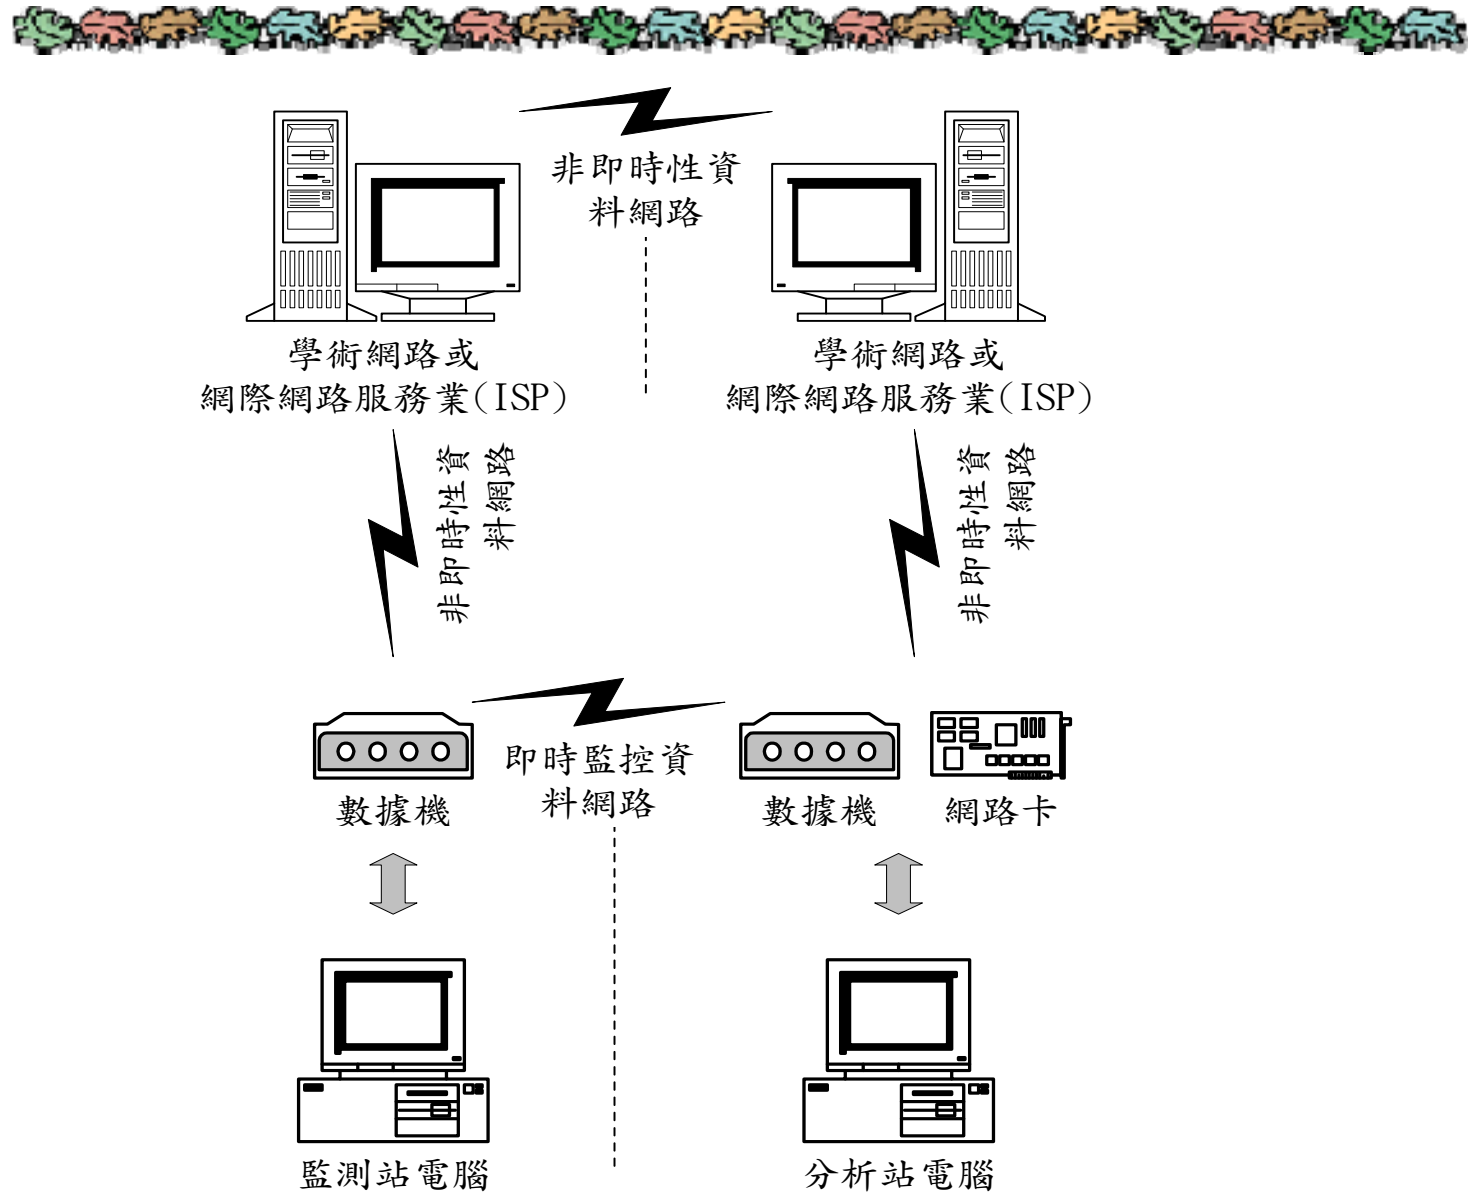 非即時性資
料網路
學術網路或
網際網路服務業(ISP)
學術網路或
網際網路服務業(ISP)
非即時性資
料網路
非即時性資
料網路
即時監控資
料網路
數據機
數據機
網路卡
監測站電腦
分析站電腦